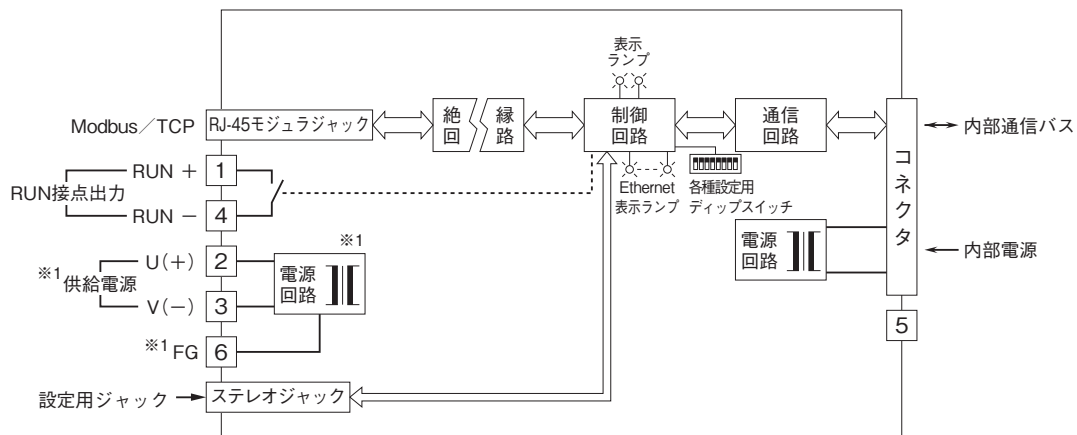 表示
ランプ
Modbus／TCP
RJ-45モジュラジャック
絶
回
縁
路
制御
回路
通信
回路
コネクタ
内部通信バス
RUN接点出力
RUN +
1
RUN −
4
Ethernet
表示ランプ
各種設定用
ディップスイッチ
※1供給電源
U(+)
2
V(−)
3
※1
電源
回路
電源
回路
内部電源
5
※1 FG
6
設定用ジャック
ステレオジャック